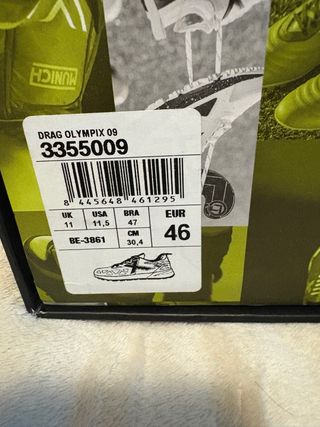 MUNICH
DRAG OLYMPIX 09
3355009
8 445648 461295
UK USA BRA EUR
11 11,5 47 46
BE-3861 CM 30,4